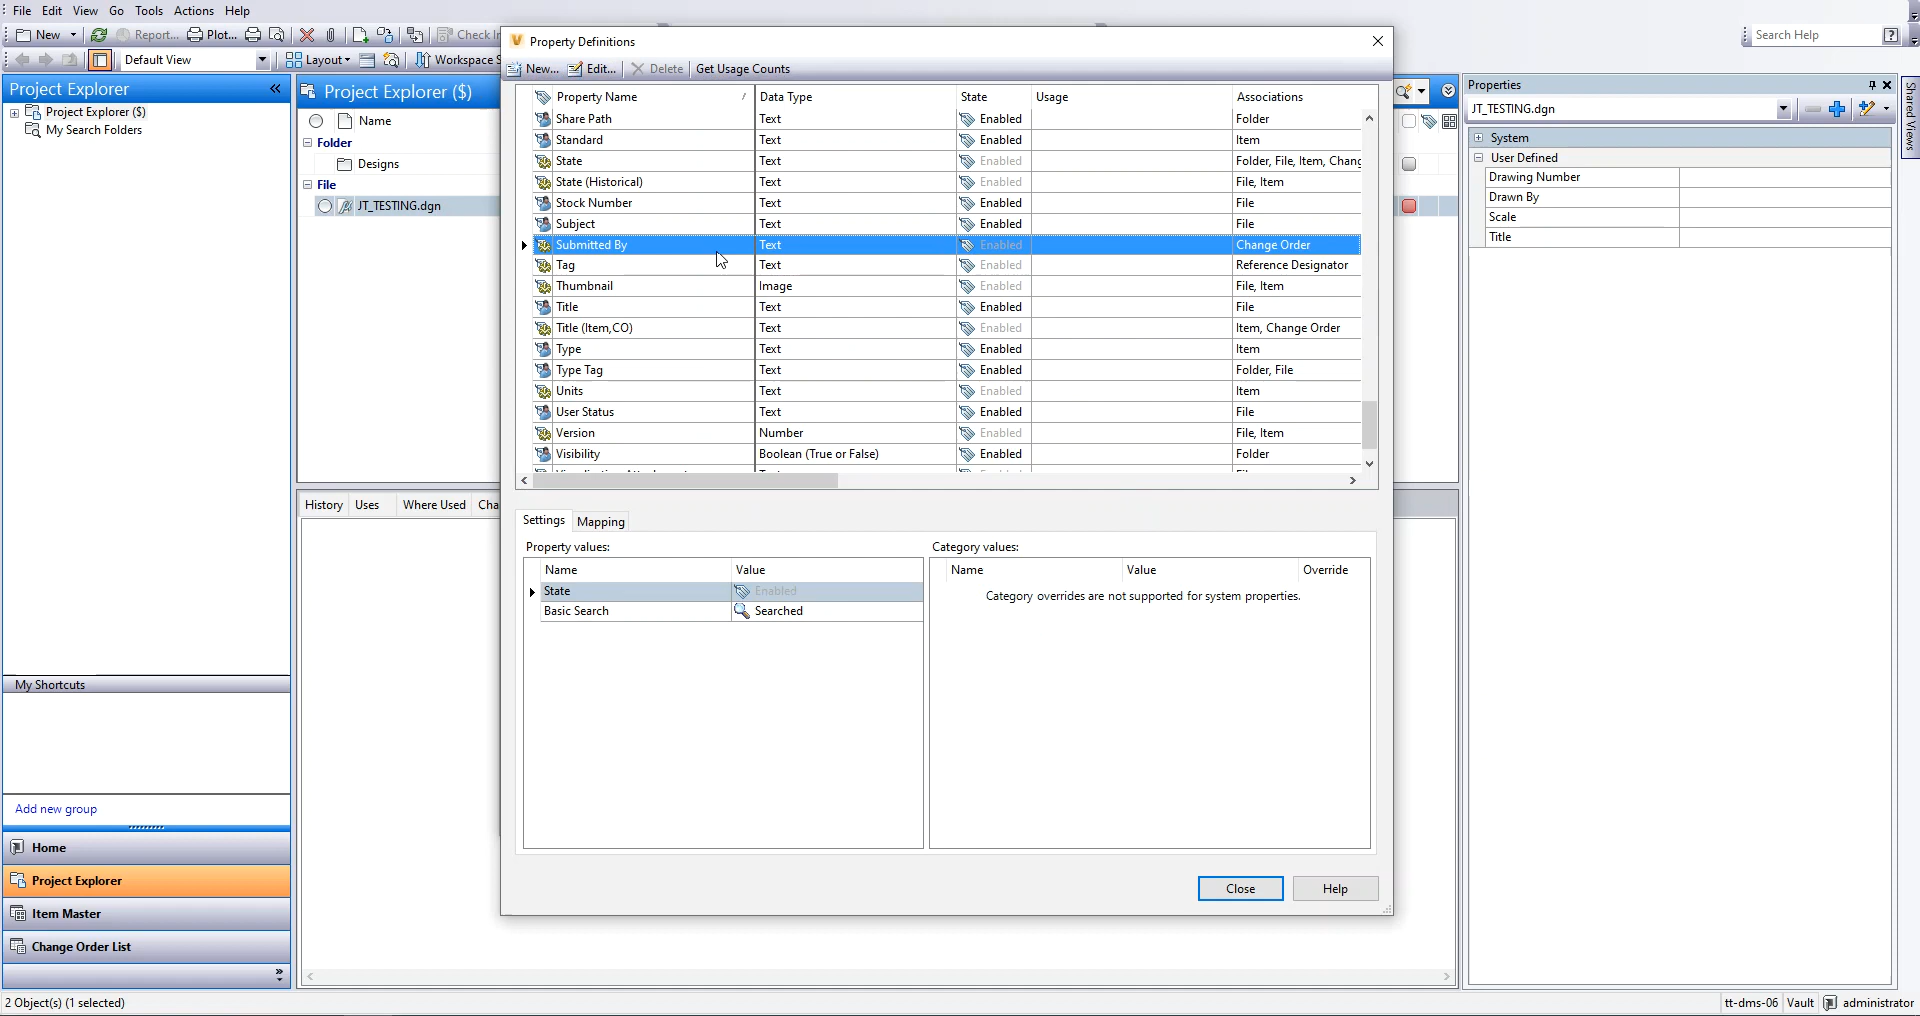 File Edit View Go Tools Actions Help
New Report... Plot... Check In
Search Help
Default View Layout Workspace S
Project Explorer
Project Explorer ($)
My Search Folders
My Shortcuts
Add new group
Home
Project Explorer
Item Master
Change Order List
Project Explorer ($)
Name
Folder
Designs
File
JT_TESTING.dgn
History Uses Where Used Cha
Property Definitions
New... Edit... Delete Get Usage Counts
Property Name Data Type State Usage Associations
Share Path Text Enabled Folder
Standard Text Enabled Item
State Text Enabled Folder, File, Item, Chang
State (Historical) Text Enabled File, Item
Stock Number Text Enabled File
Subject Text Enabled File
Submitted By Text Enabled Change Order
Tag Text Enabled Reference Designator
Thumbnail Image Enabled File, Item
Title Text Enabled File
Title (Item,CO) Text Enabled Item, Change Order
Type Text Enabled Item
Type Tag Text Enabled Folder, File
Units Text Enabled Item
User Status Text Enabled File
Version Number Enabled File, Item
Visibility Boolean (True or False) Enabled Folder
Settings Mapping
Property values:
Name Value
State Enabled
Basic Search Searched
Category values:
Name Value Override
Category overrides are not supported for system properties.
Close Help
Properties
JT_TESTING.dgn
System
User Defined
Drawing Number
Drawn By
Scale
Title
Shared Views
2 Object(s) (1 selected)
tt-dms-06 Vault administrator